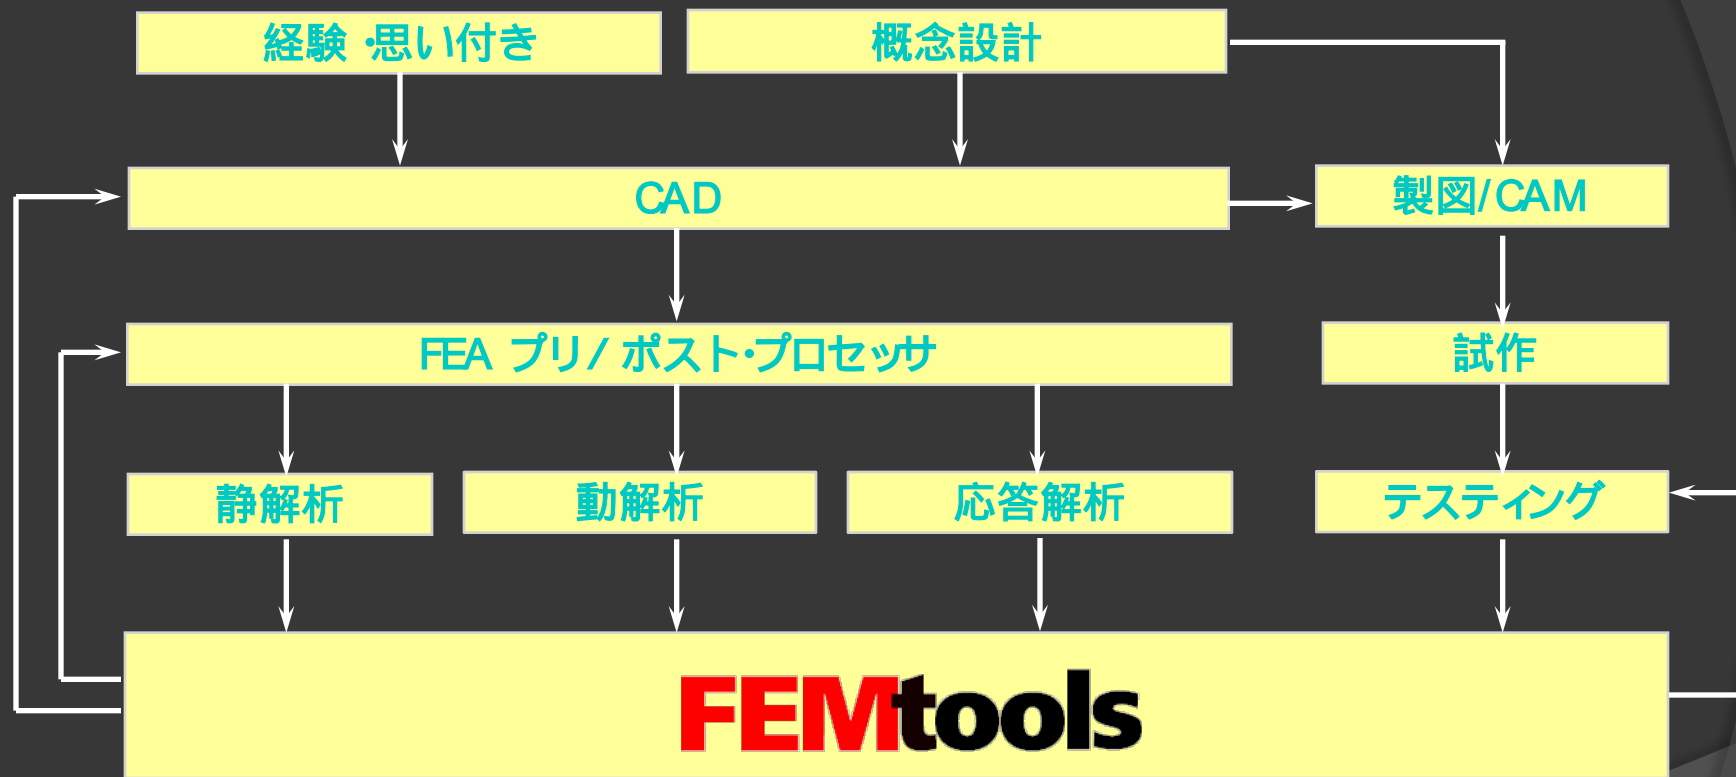 経験・思い付き
概念設計
CAD
製図/CAM
FEA プリ/ポスト・プロセッサ
試作
静解析
動解析
応答解析
テスティング
FEMtools